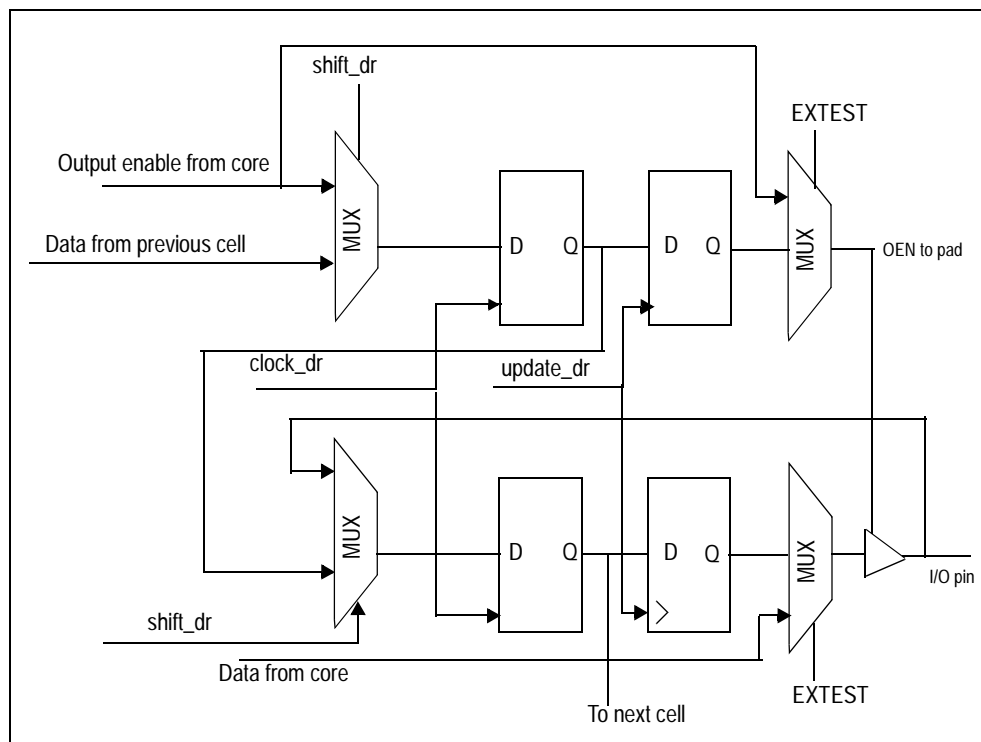 shift_dr
EXTEST
Output enable from core
MUX
D Q
D Q
MUX
Data from previous cell
OEN to pad
clock_dr
update_dr
MUX
D Q
D Q
MUX
I/O pin
shift_dr
Data from core
EXTEST
To next cell